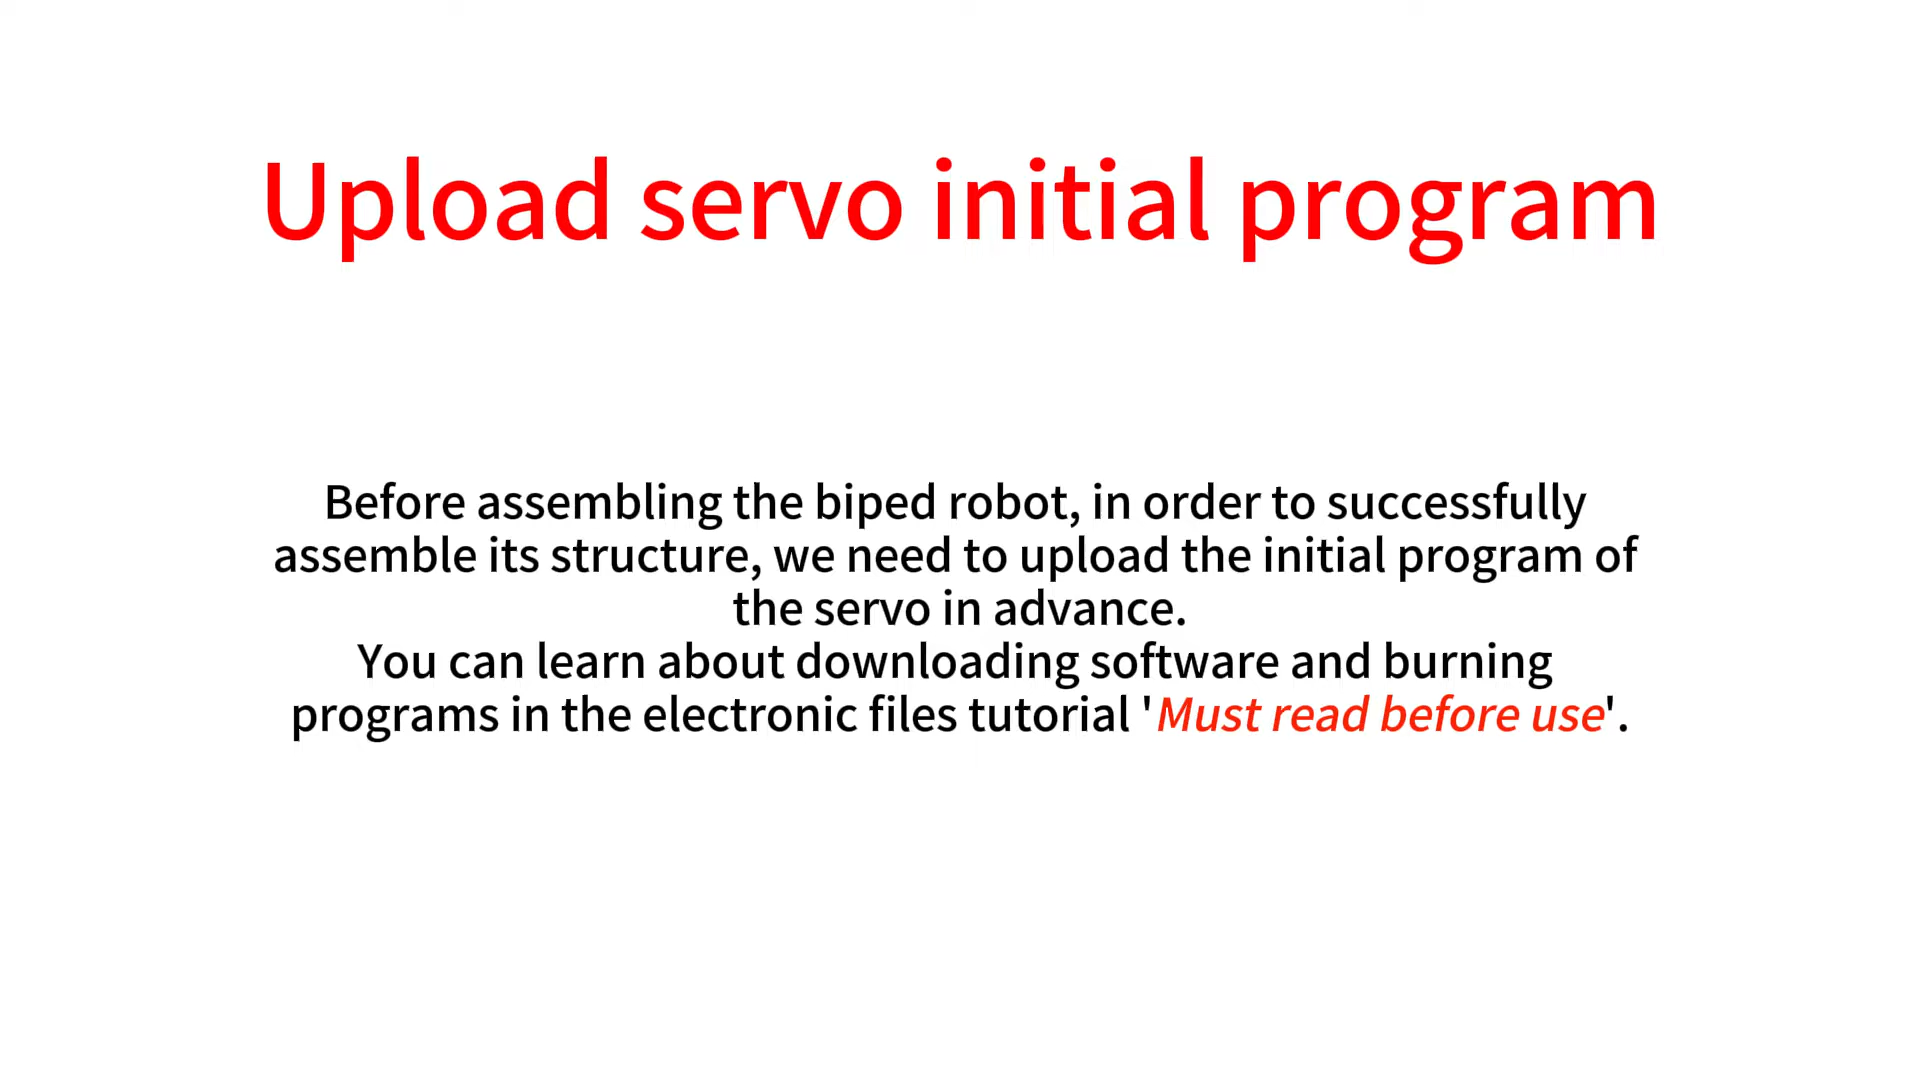 Upload servo initial program
Before assembling the biped robot, in order to successfully
assemble its structure, we need to upload the initial program of
the servo in advance.
You can learn about downloading software and burning
programs in the electronic files tutorial 'Must read before use'.